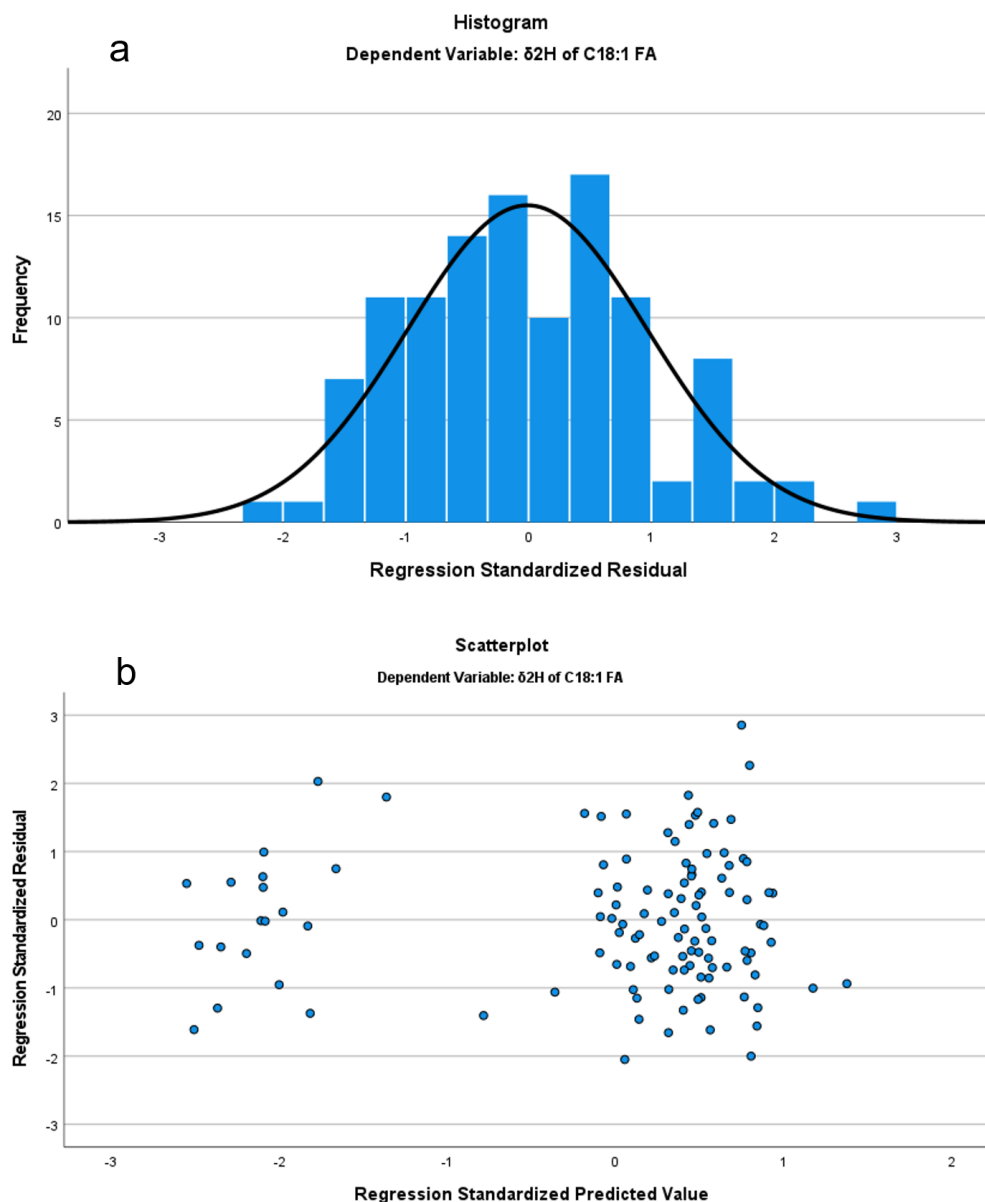 Histogram
a
Dependent Variable: δ2H of C18:1 FA
20
15
10
5
0
Frequency
-3 -2 -1 0 1 2 3
Regression Standardized Residual
Scatterplot
b
Dependent Variable: δ2H of C18:1 FA
3
2
1
0
-1
-2
-3
Regression Standardized Residual
-3 -2 -1 0 1 2
Regression Standardized Predicted Value